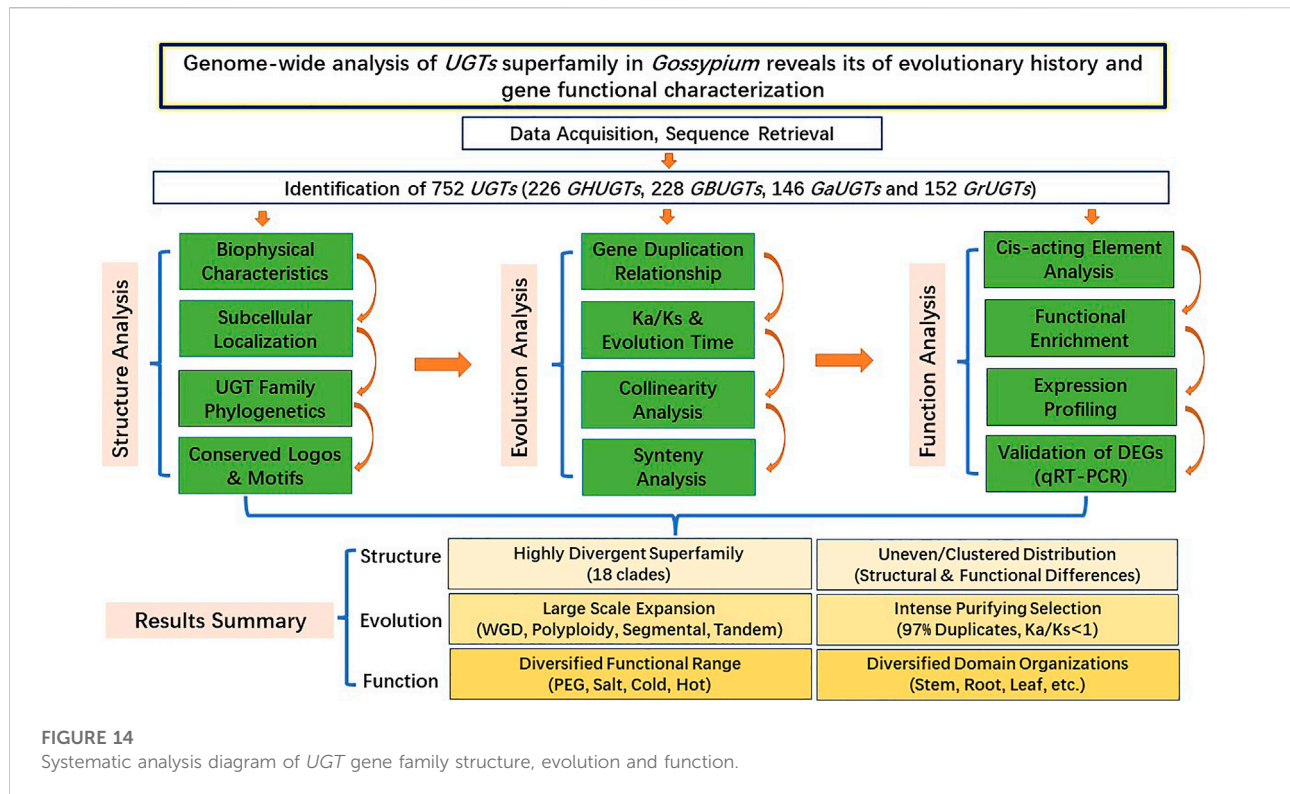 Genome-wide analysis of UGTs superfamily in Gossypium reveals its of evolutionary history and
gene functional characterization
Data Acquisition, Sequence Retrieval
Identification of 752 UGTs (226 GHUGTs, 228 GBUGTs, 146 GaUGTs and 152 GrUGTs)
Structure Analysis
Biophysical
Characteristics
Subcellular
Localization
UGT Family
Phylogenetics
Conserved Logos
& Motifs
Evolution Analysis
Gene Duplication
Relationship
Ka/Ks &
Evolution Time
Collinearity
Analysis
Synteny
Analysis
Function Analysis
Cis-acting Element
Analysis
Functional
Enrichment
Expression
Profiling
Validation of DEGs
(qRT-PCR)
Results Summary
Structure
Highly Divergent Superfamily
(18 clades)
Uneven/Clustered Distribution
(Structural & Functional Differences)
Evolution
Large Scale Expansion
(WGD, Polyploidy, Segmental, Tandem)
Intense Purifying Selection
(97% Duplicates, Ka/Ks<1)
Function
Diversified Functional Range
(PEG, Salt, Cold, Hot)
Diversified Domain Organizations
(Stem, Root, Leaf, etc.)
FIGURE 14
Systematic analysis diagram of UGT gene family structure, evolution and function.